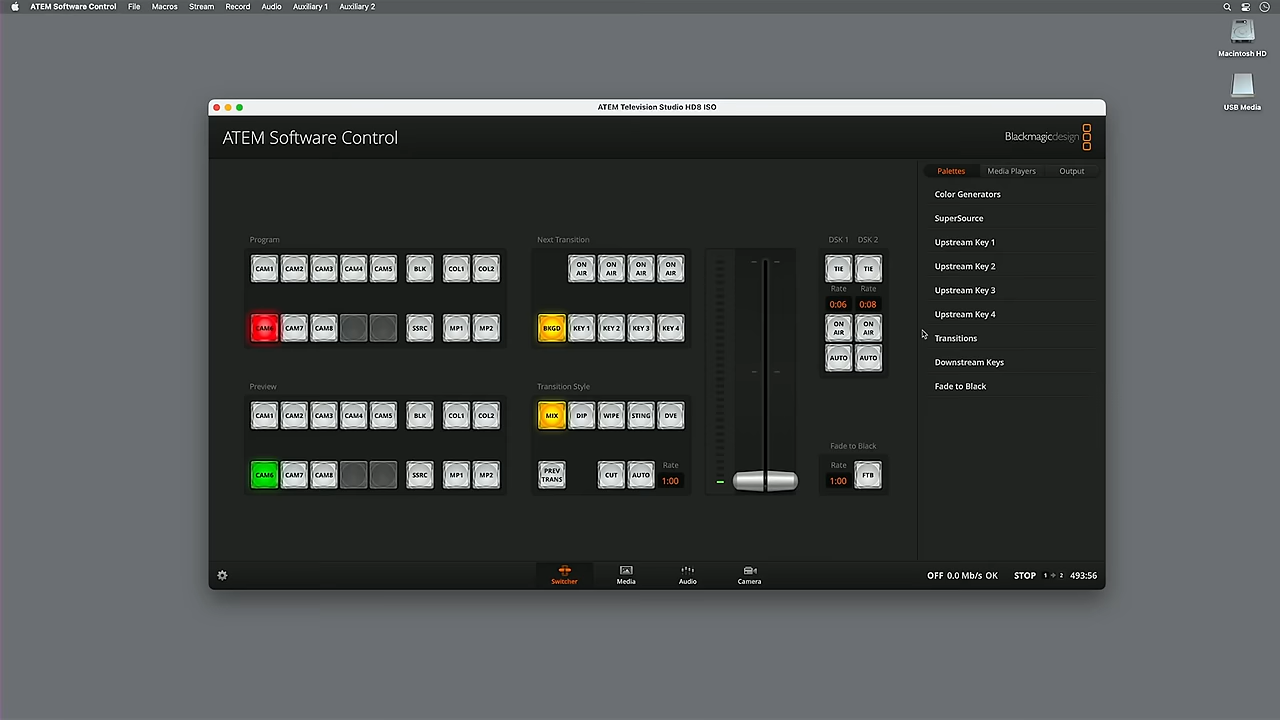 ATEM Software Control File Macros Stream Record Audio Auxiliary 1 Auxiliary 2
Macintosh HD
USB Media
ATEM Television Studio HD8 ISO
ATEM Software Control
Blackmagicdesign
Palettes Media Players Output
Color Generators
SuperSource
Upstream Key 1
Upstream Key 2
Upstream Key 3
Upstream Key 4
Transitions
Downstream Keys
Fade to Black
Program
CAM1 CAM2 CAM3 CAM4 CAM5 BLK COL1 COL2
CAM6 CAM7 CAM8 SSRC MP1 MP2
Next Transition
ON AIR ON AIR ON AIR ON AIR
BKGD KEY 1 KEY 2 KEY 3 KEY 4
DSK 1 DSK 2
TIE TIE
Rate Rate
0:06 0:08
ON AIR ON AIR
AUTO AUTO
Preview
CAM1 CAM2 CAM3 CAM4 CAM5 BLK COL1 COL2
CAM6 CAM7 CAM8 SSRC MP1 MP2
Transition Style
MIX DIP WIPE STING DVE
PREV TRANS CUT AUTO Rate 1:00
Fade to Black
Rate
1:00 FTB
Switcher Media Audio Camera
OFF 0.0 Mb/s OK STOP 1 → 2 493:56